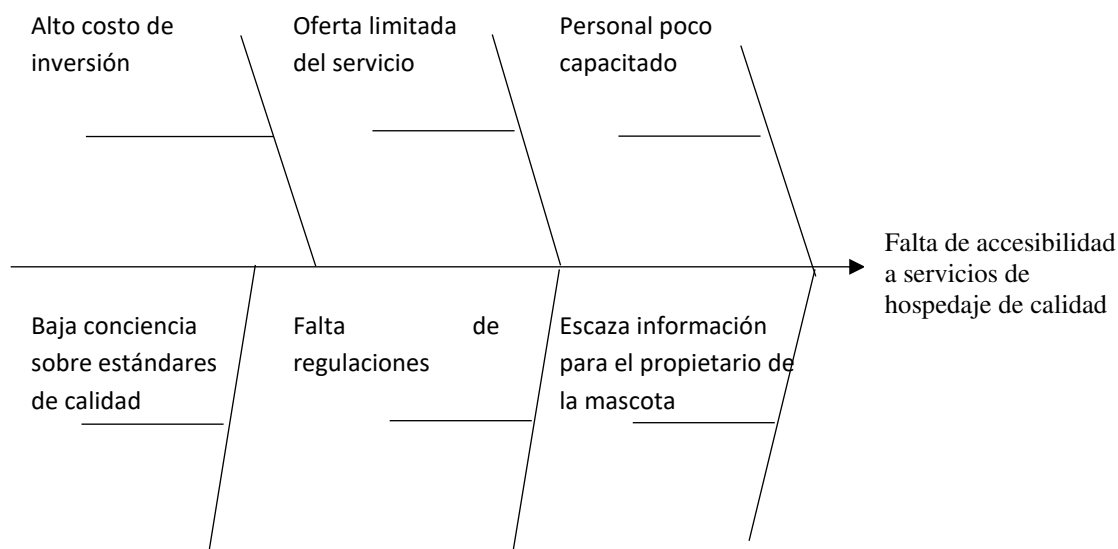 Alto costo de
inversión
Oferta limitada
del servicio
Personal poco
capacitado
Falta de accesibilidad
a servicios de
hospedaje de calidad
Baja conciencia
sobre estándares
de calidad
Falta de
regulaciones
Escaza información
para el propietario de
la mascota